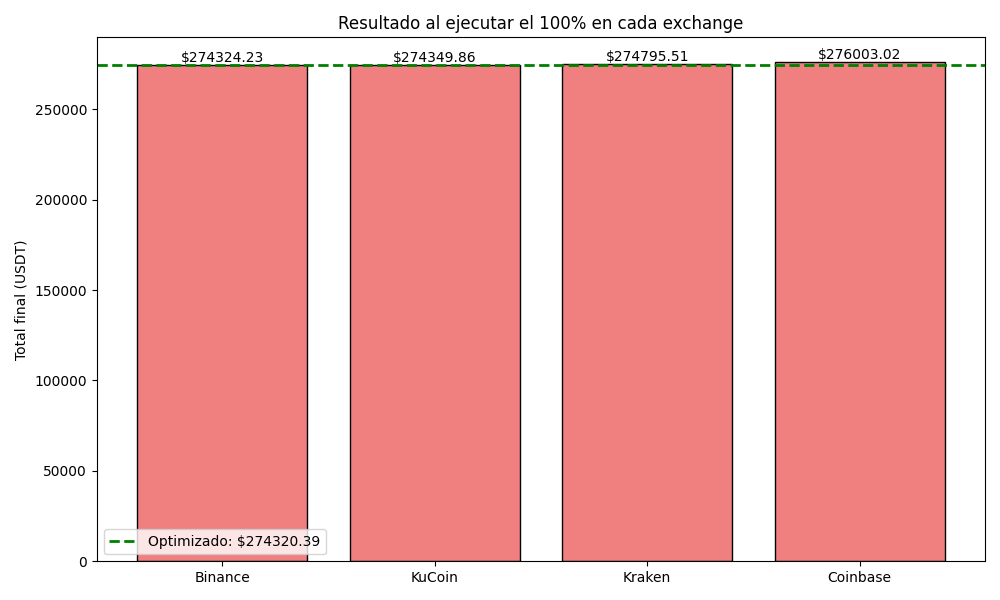 Resultado al ejecutar el 100% en cada exchange
$274324.23
$274349.86
$274795.51
$276003.02
Total final (USDT)
250000
200000
150000
100000
50000
0
Optimizado: $274320.39
Binance
KuCoin
Kraken
Coinbase